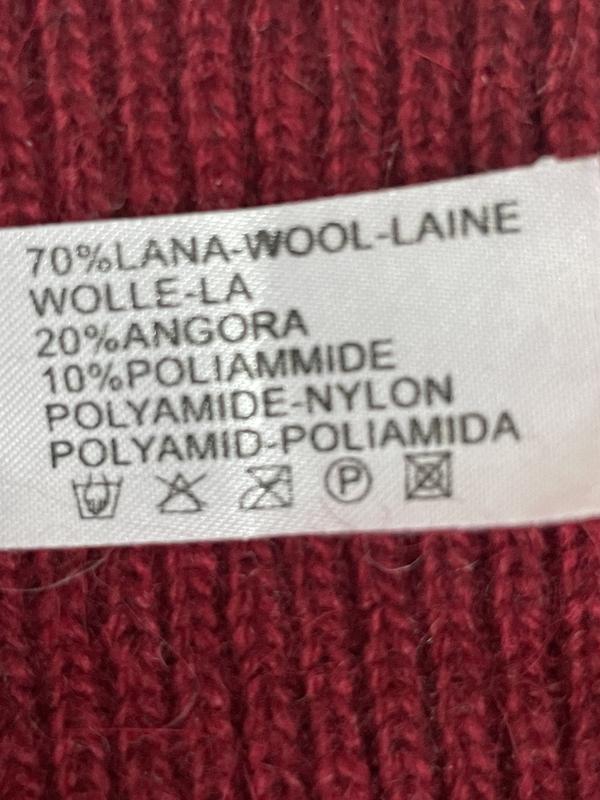 70%LANA-WOOL-LAINE
WOLLE-LA
20%ANGORA
10%POLIAMMIDE
POLYAMIDE-NYLON
POLYAMID-POLIAMIDA
P